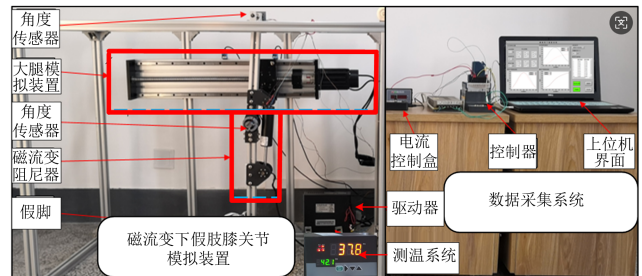 角度
传感器
大腿模
拟装置
角度
传感器
磁流变
阻尼器
假脚
磁流变下假肢膝关节
模拟装置
驱动器
测温系统
37.8
42.1
电流
控制盒
控制器
上位机
界面
数据采集系统